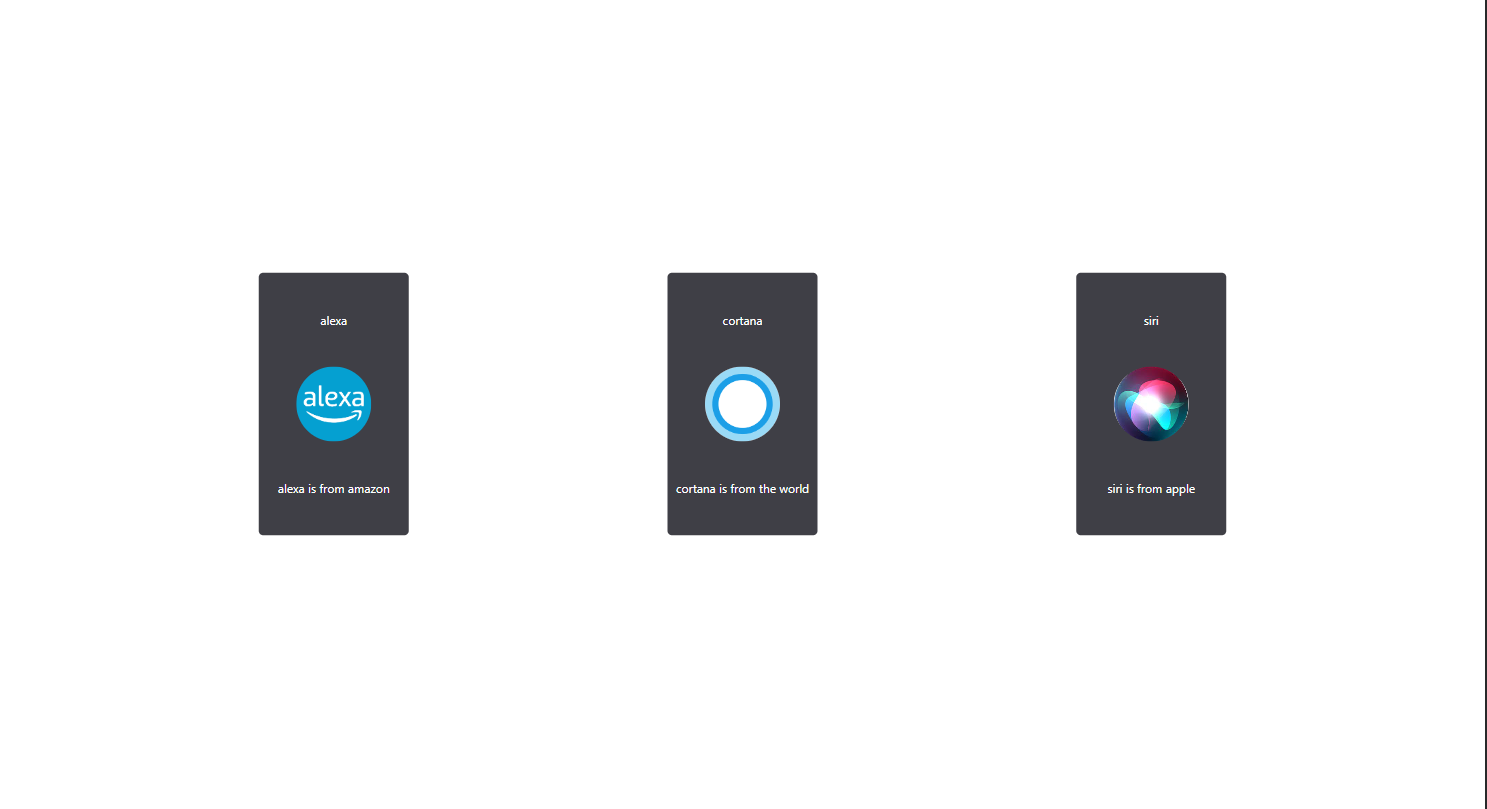 alexa
cortana
siri
alexa
alexa is from amazon
cortana is from the world
siri is from apple